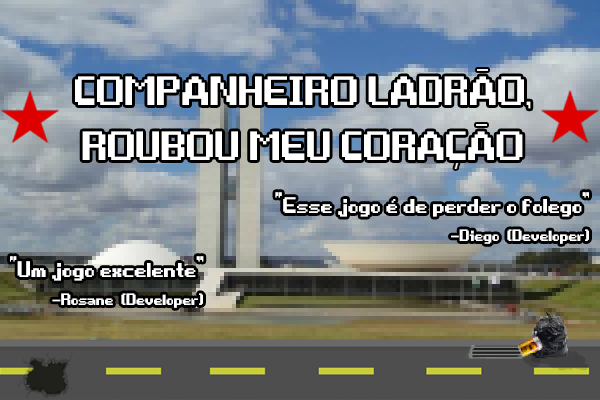 COMPANHEIRO LADRÃO,
ROUBOU MEU CORAÇÃO
"Esse jogo é de perder o folego"
-Diego (Developer)
"Um jogo excelente"
-Rosane (Developer)